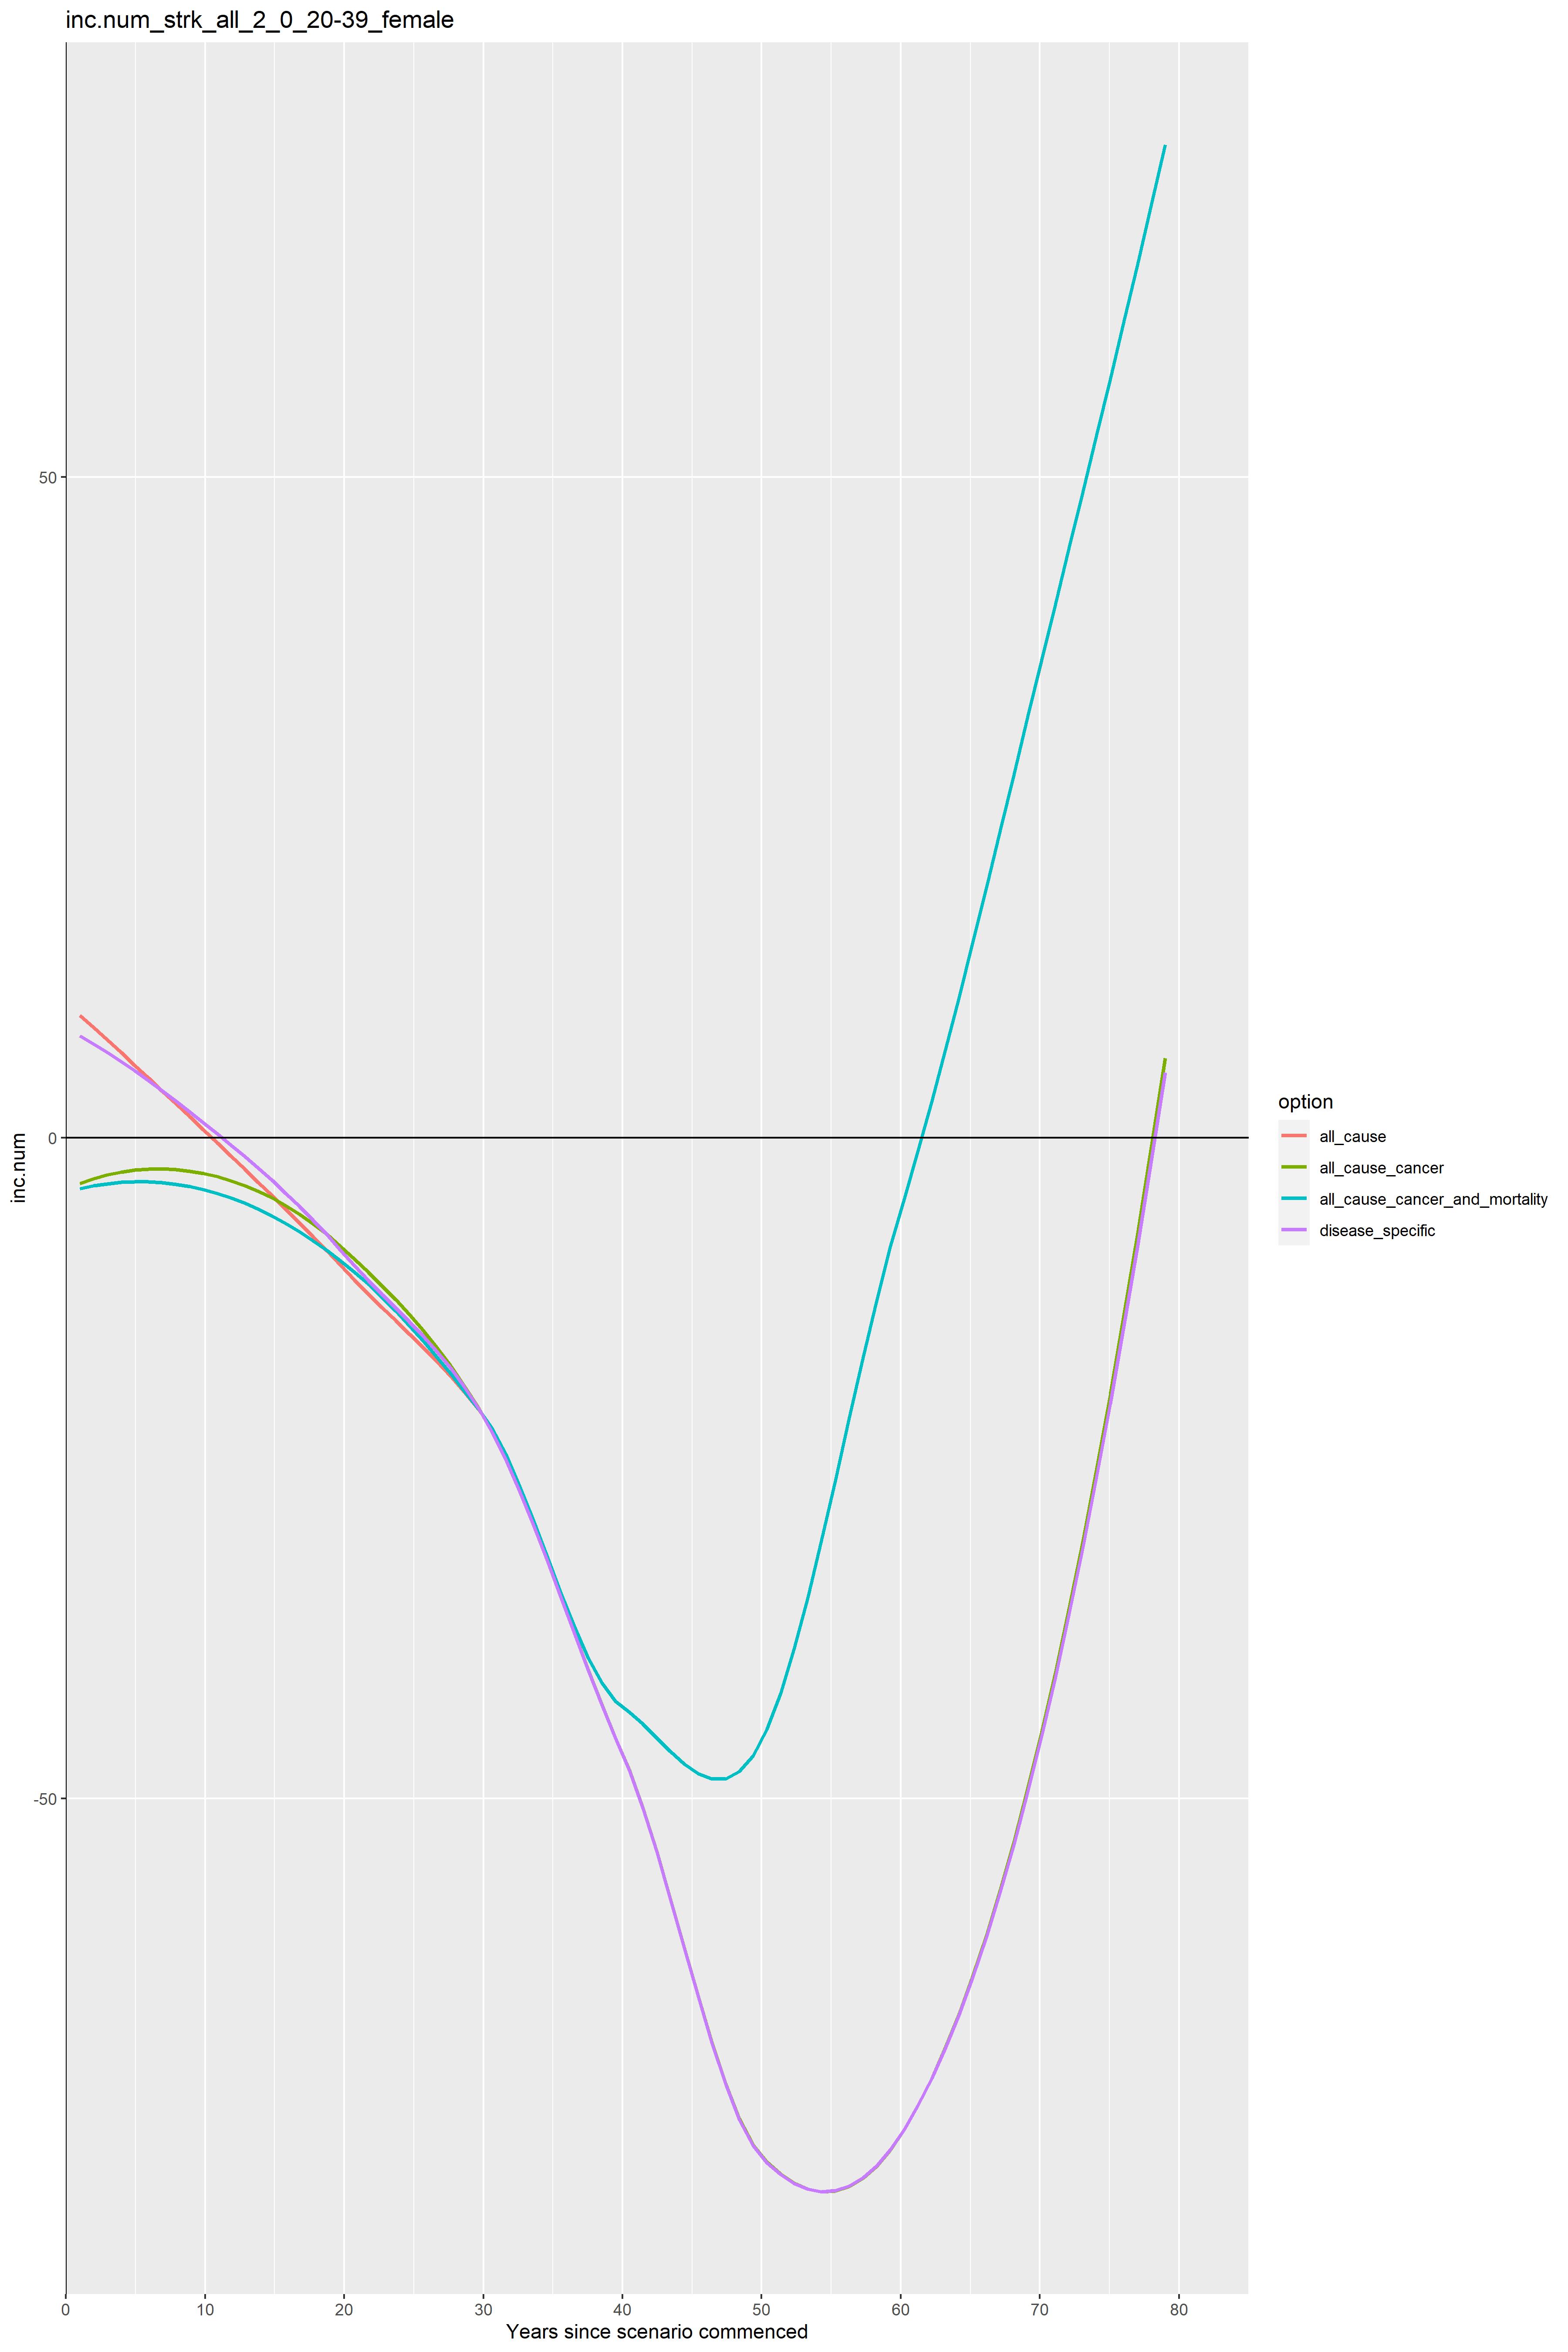 inc.num_strk_all_2_0_20-39_female
50
0
-50
inc.num
0 10 20 30 40 50 60 70 80
Years since scenario commenced
option
all_cause
all_cause_cancer
all_cause_cancer_and_mortality
disease_specific